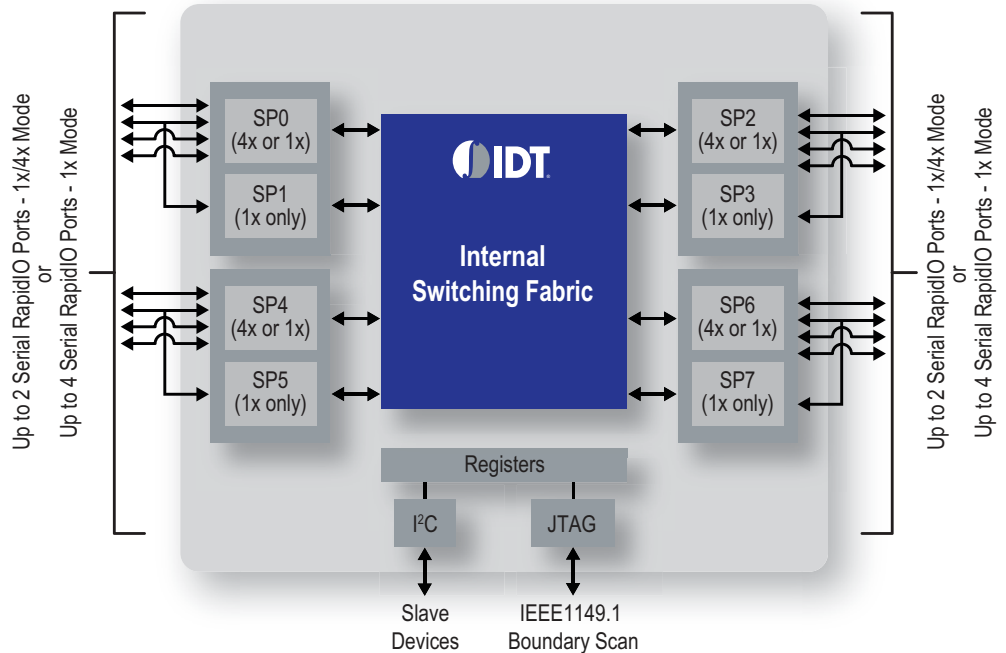 Up to 2 Serial RapidIO Ports - 1x/4x Mode
or
Up to 4 Serial RapidIO Ports - 1x Mode
SP0
(4x or 1x)
SP1
(1x only)
SP4
(4x or 1x)
SP5
(1x only)
IDT
Internal
Switching Fabric
SP2
(4x or 1x)
SP3
(1x only)
SP6
(4x or 1x)
SP7
(1x only)
Up to 2 Serial RapidIO Ports - 1x/4x Mode
or
Up to 4 Serial RapidIO Ports - 1x Mode
Registers
I²C
JTAG
Slave
Devices
IEEE1149.1
Boundary Scan